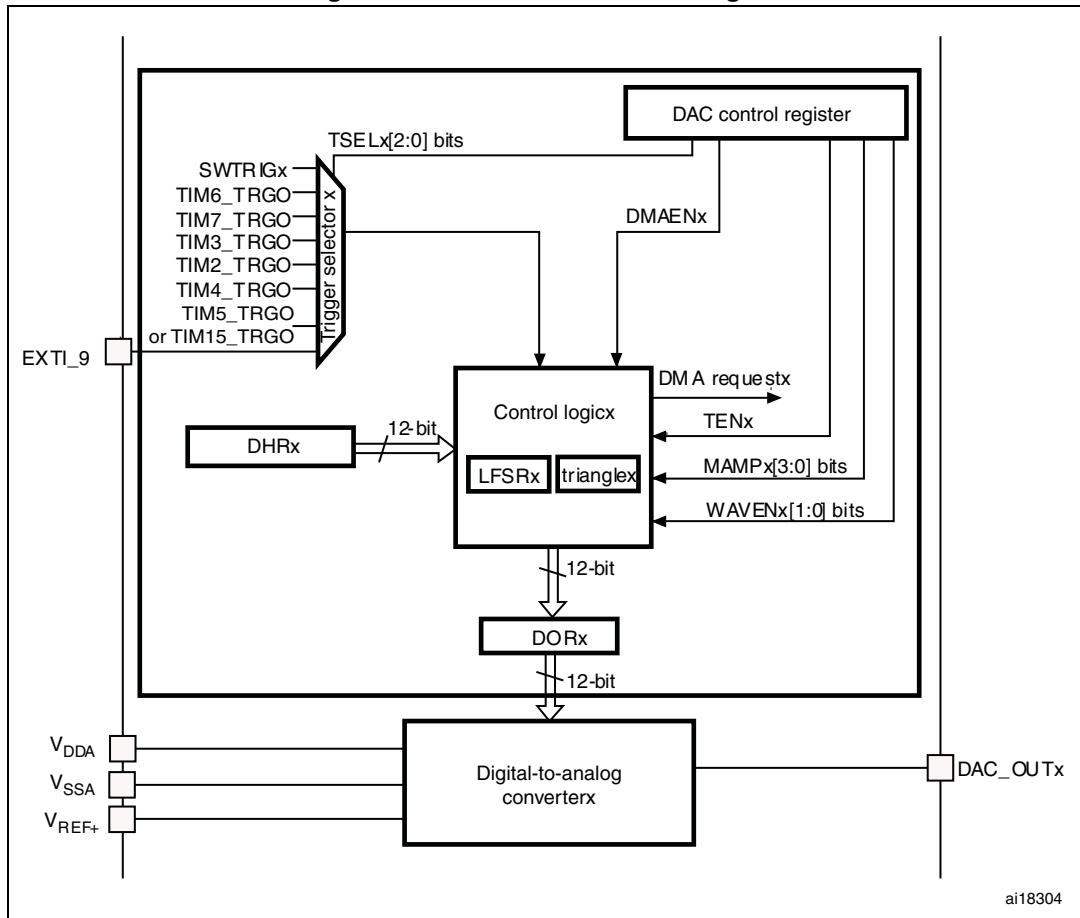 DAC control register
TSELx[2:0] bits
SWTRIGx
TIM6_TRGO
TIM7_TRGO
TIM3_TRGO
TIM2_TRGO
TIM4_TRGO
TIM5_TRGO
or TIM15_TRGO
Trigger selector x
DMAENx
EXTI_9
DMA requestx
Control logicx
TENx
12-bit
DHRx
LFSRx
trianglex
MAMPx[3:0] bits
WAVENx[1:0] bits
12-bit
DORx
12-bit
VDDA
VSSA
VREF+
Digital-to-analog
converterx
DAC_OUTx
ai18304